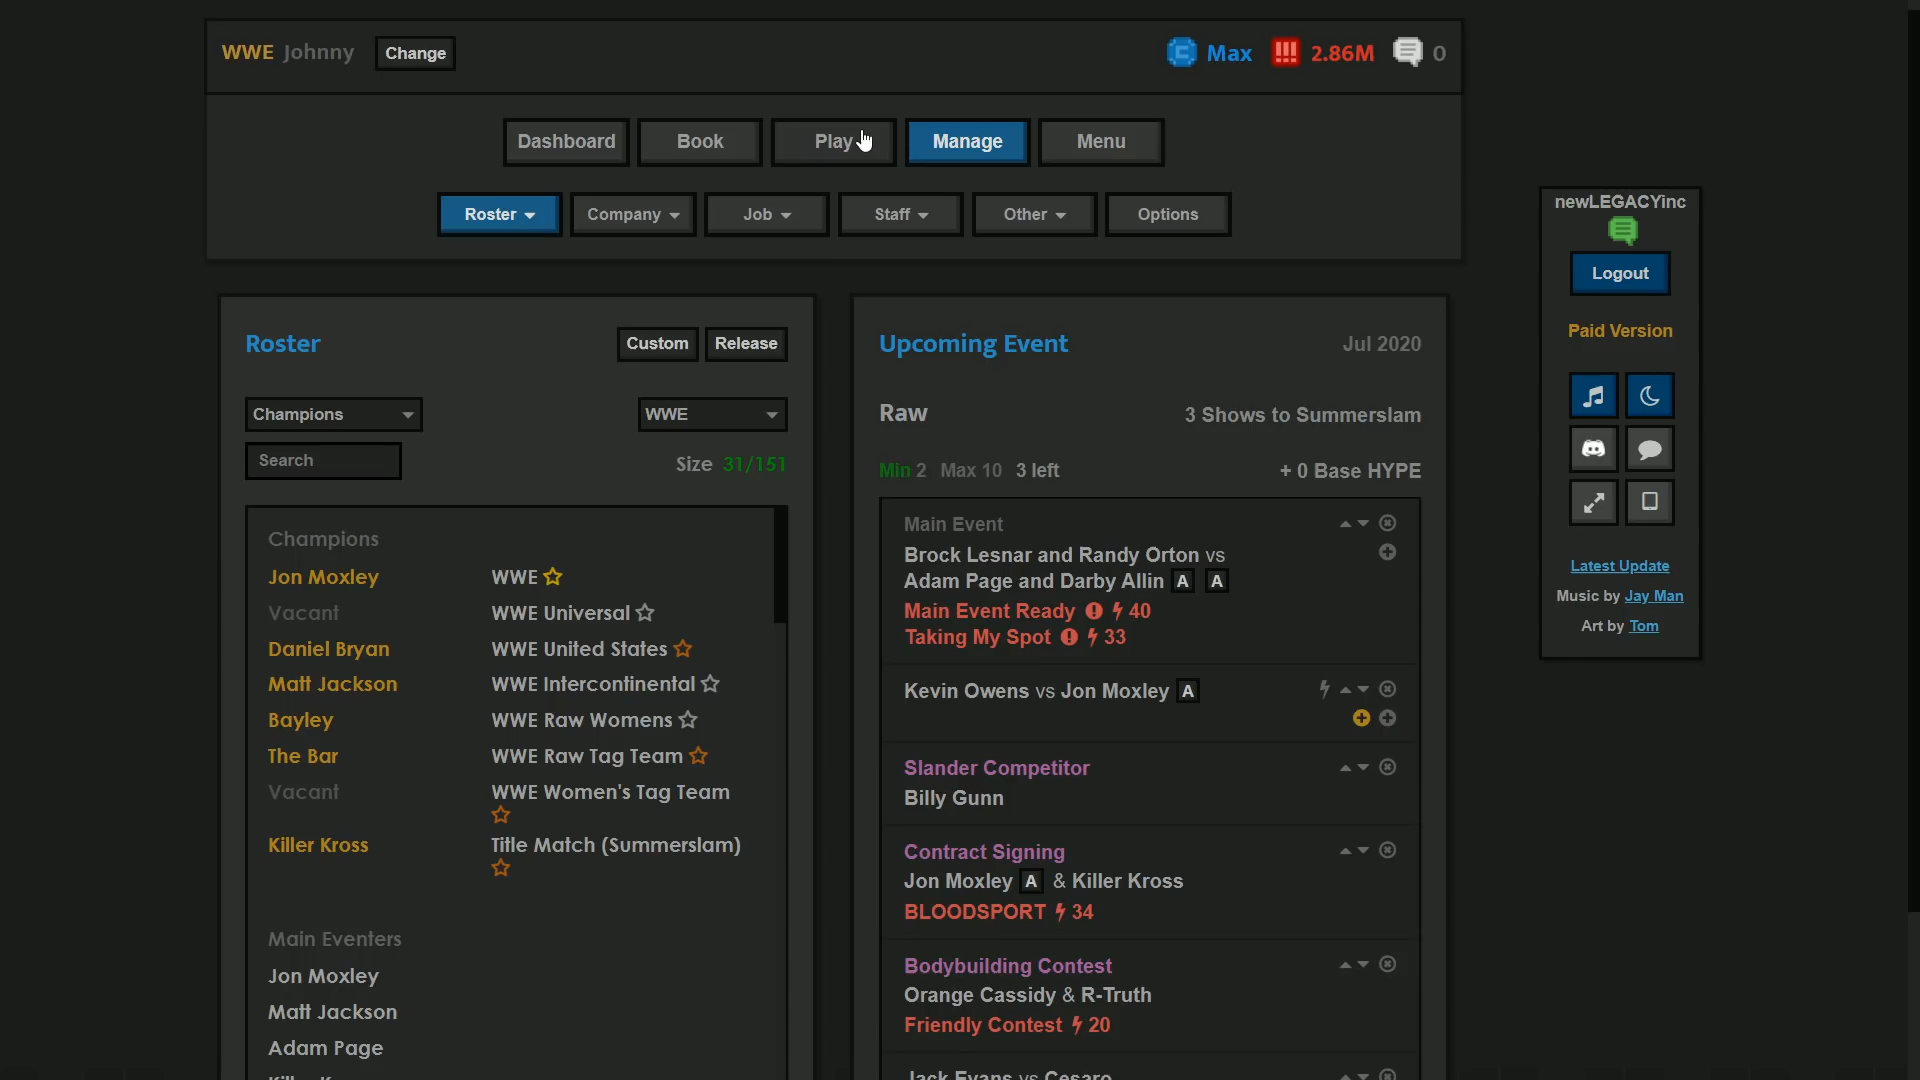 WWE Johnny Change Max 2.86M 0
Dashboard Book Play Manage Menu
Roster Company Job Staff Other Options
newLEGACYinc
Logout
Paid Version
Latest Update
Music by Jay Man
Art by Tom
Roster Custom Release
Champions WWE
Search Size 31/151
Champions
Jon Moxley WWE
Vacant WWE Universal
Daniel Bryan WWE United States
Matt Jackson WWE Intercontinental
Bayley WWE Raw Womens
The Bar WWE Raw Tag Team
Vacant WWE Women's Tag Team
Killer Kross Title Match (Summerslam)
Main Eventers
Jon Moxley
Matt Jackson
Adam Page
Upcoming Event Jul 2020
Raw 3 Shows to Summerslam
Min 2 Max 10 3 left + 0 Base HYPE
Main Event
Brock Lesnar and Randy Orton vs
Adam Page and Darby Allin A A
Main Event Ready 40
Taking My Spot 33
Kevin Owens vs Jon Moxley A
Slander Competitor
Billy Gunn
Contract Signing
Jon Moxley A & Killer Kross
BLOODSPORT 34
Bodybuilding Contest
Orange Cassidy & R-Truth
Friendly Contest 20
Jack Evans vs Cesaro